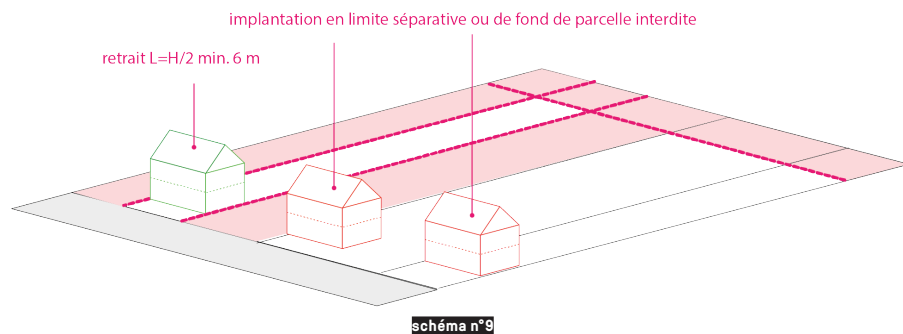 implantation en limite séparative ou de fond de parcelle interdite
retrait L=H/2 min. 6 m
schéma n°9